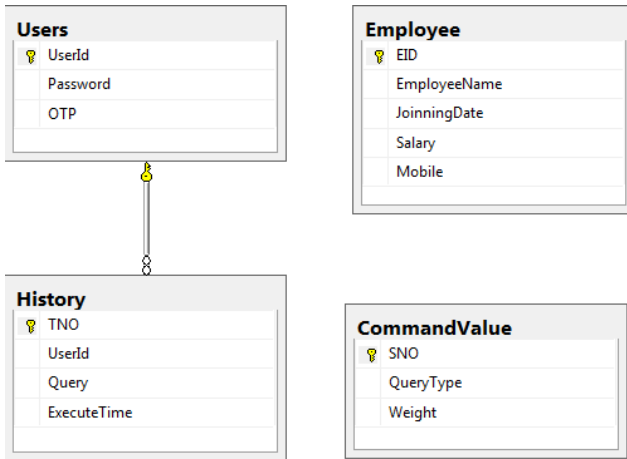 Users
UserId
Password
OTP
Employee
EID
EmployeeName
JoinningDate
Salary
Mobile
History
TNO
UserId
Query
ExecuteTime
CommandValue
SNO
QueryType
Weight